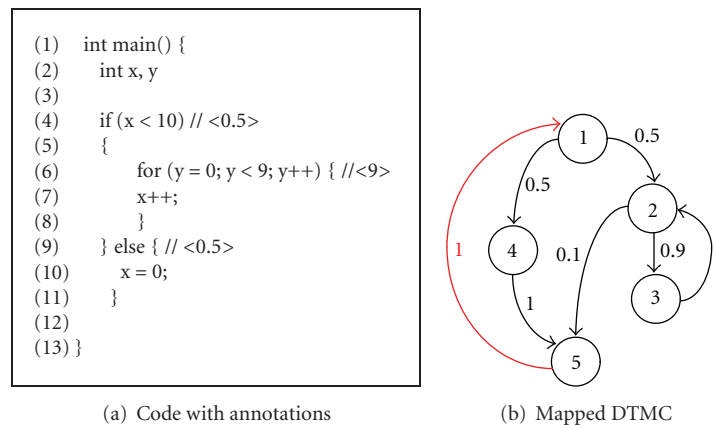 (1) int main() {
(2) int x, y
(3)
(4) if (x < 10) // <0.5>
(5) {
(6) for (y = 0; y < 9; y++) { //<9>
(7) x++;
(8) }
(9) } else { // <0.5>
(10) x = 0;
(11) }
(12)
(13) }
(a) Code with annotations
1
0.5
0.5
2
4
0.1
0.9
1
3
1
5
(b) Mapped DTMC